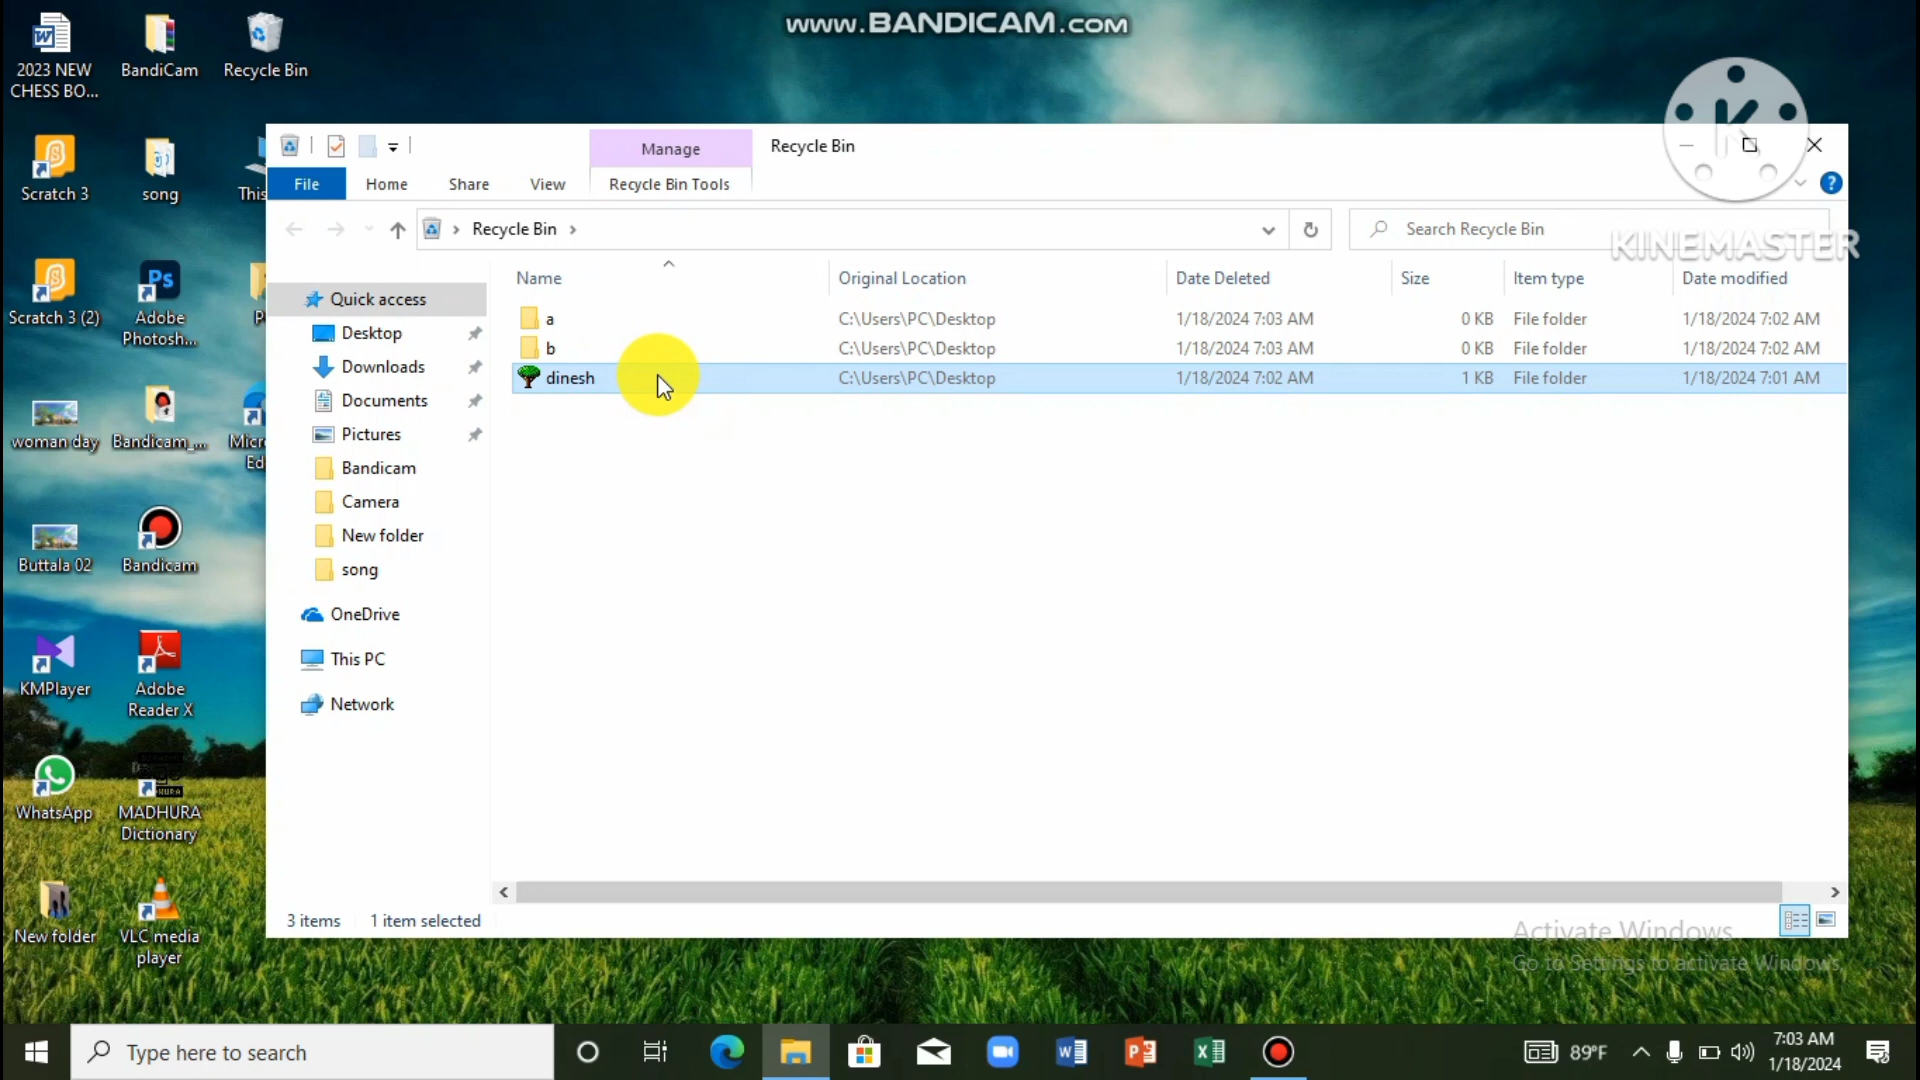 www.BANDICAM.com
2023 NEW
CHESS BO...
BandiCam
Recycle Bin
Scratch 3
song
This
Scratch 3 (2)
Ps
Adobe
Photosh...
P
woman day
Bandicam_...
Micr
Ed
Buttala 02
Bandicam
KMPlayer
Adobe
Reader X
WhatsApp
MADHURA
Dictionary
New folder
VLC media
player
Manage
Recycle Bin
File
Home
Share
View
Recycle Bin Tools
K
KINEMASTER
Recycle Bin
Search Recycle Bin
Name
Original Location
Date Deleted
Size
Item type
Date modified
a
C:\Users\PC\Desktop
1/18/2024 7:03 AM
0 KB
File folder
1/18/2024 7:02 AM
b
C:\Users\PC\Desktop
1/18/2024 7:03 AM
0 KB
File folder
1/18/2024 7:02 AM
dinesh
C:\Users\PC\Desktop
1/18/2024 7:02 AM
1 KB
File folder
1/18/2024 7:01 AM
Quick access
Desktop
Downloads
Documents
Pictures
Bandicam
Camera
New folder
song
OneDrive
This PC
Network
3 items
1 item selected
Activate Windows
Go to Settings to activate Windows.
Type here to search
89°F
7:03 AM
1/18/2024